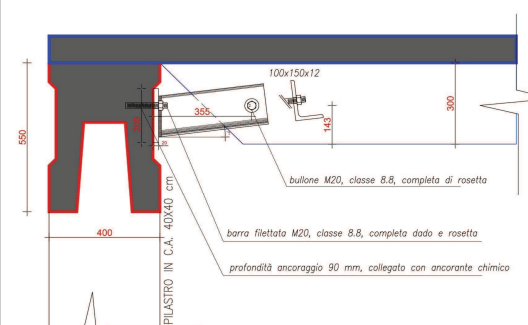 100x150x12
355
300
143
550
20
bullone M20, classe 8.8, completa di rosetta
barra filettata M20, classe 8.8, completa dado e rosetta
400
profondità ancoraggio 90 mm, collegato con ancorante chimico
PILASTRO IN C.A. 40X40 cm